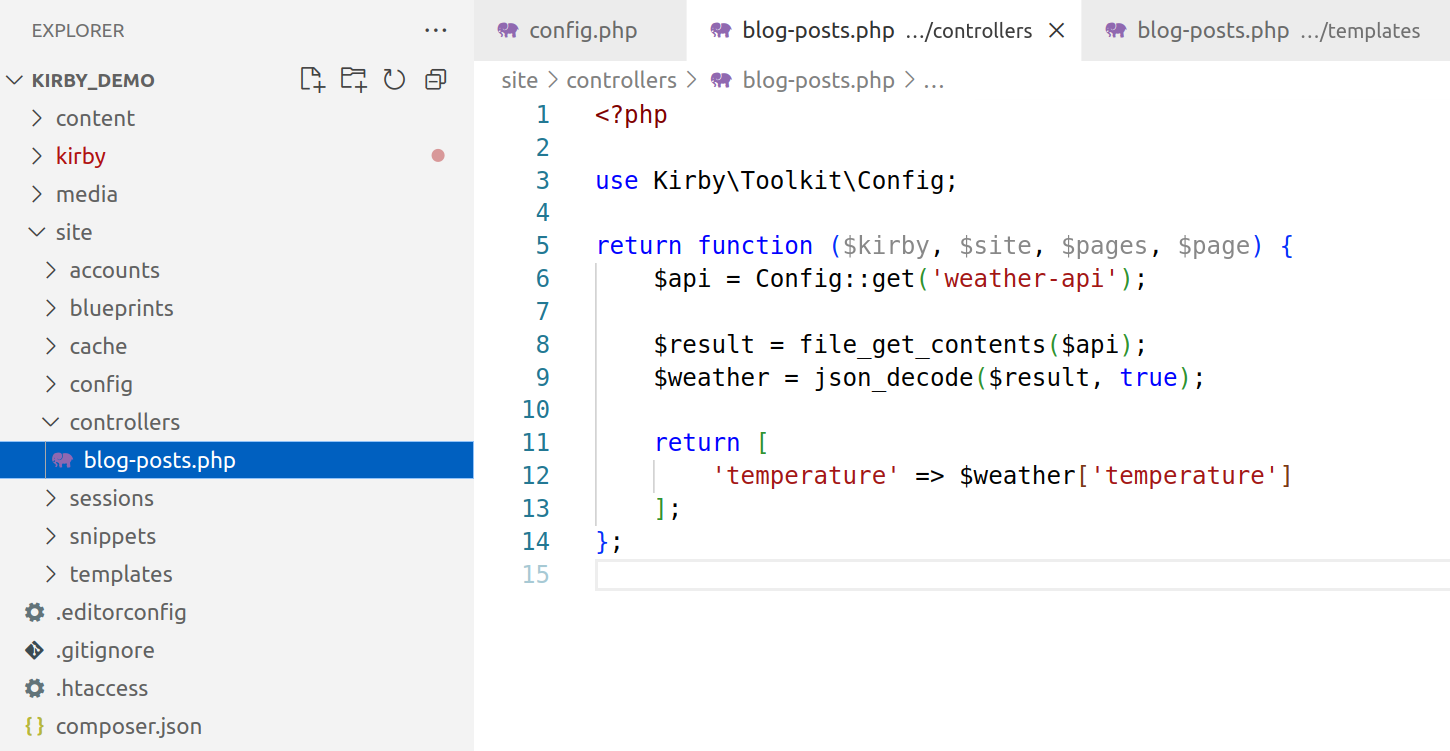 EXPLORER
KIRBY_DEMO
content
kirby
media
site
accounts
blueprints
cache
config
controllers
blog-posts.php
sessions
snippets
templates
.editorconfig
.gitignore
.htaccess
{} composer.json
config.php
blog-posts.php .../controllers
blog-posts.php .../templates
site > controllers > blog-posts.php > ...
1 <?php
2
3 use Kirby\Toolkit\Config;
4
5 return function ($kirby, $site, $pages, $page) {
6     $api = Config::get('weather-api');
7
8     $result = file_get_contents($api);
9     $weather = json_decode($result, true);
10
11     return [
12         'temperature' => $weather['temperature']
13     ];
14 };
15